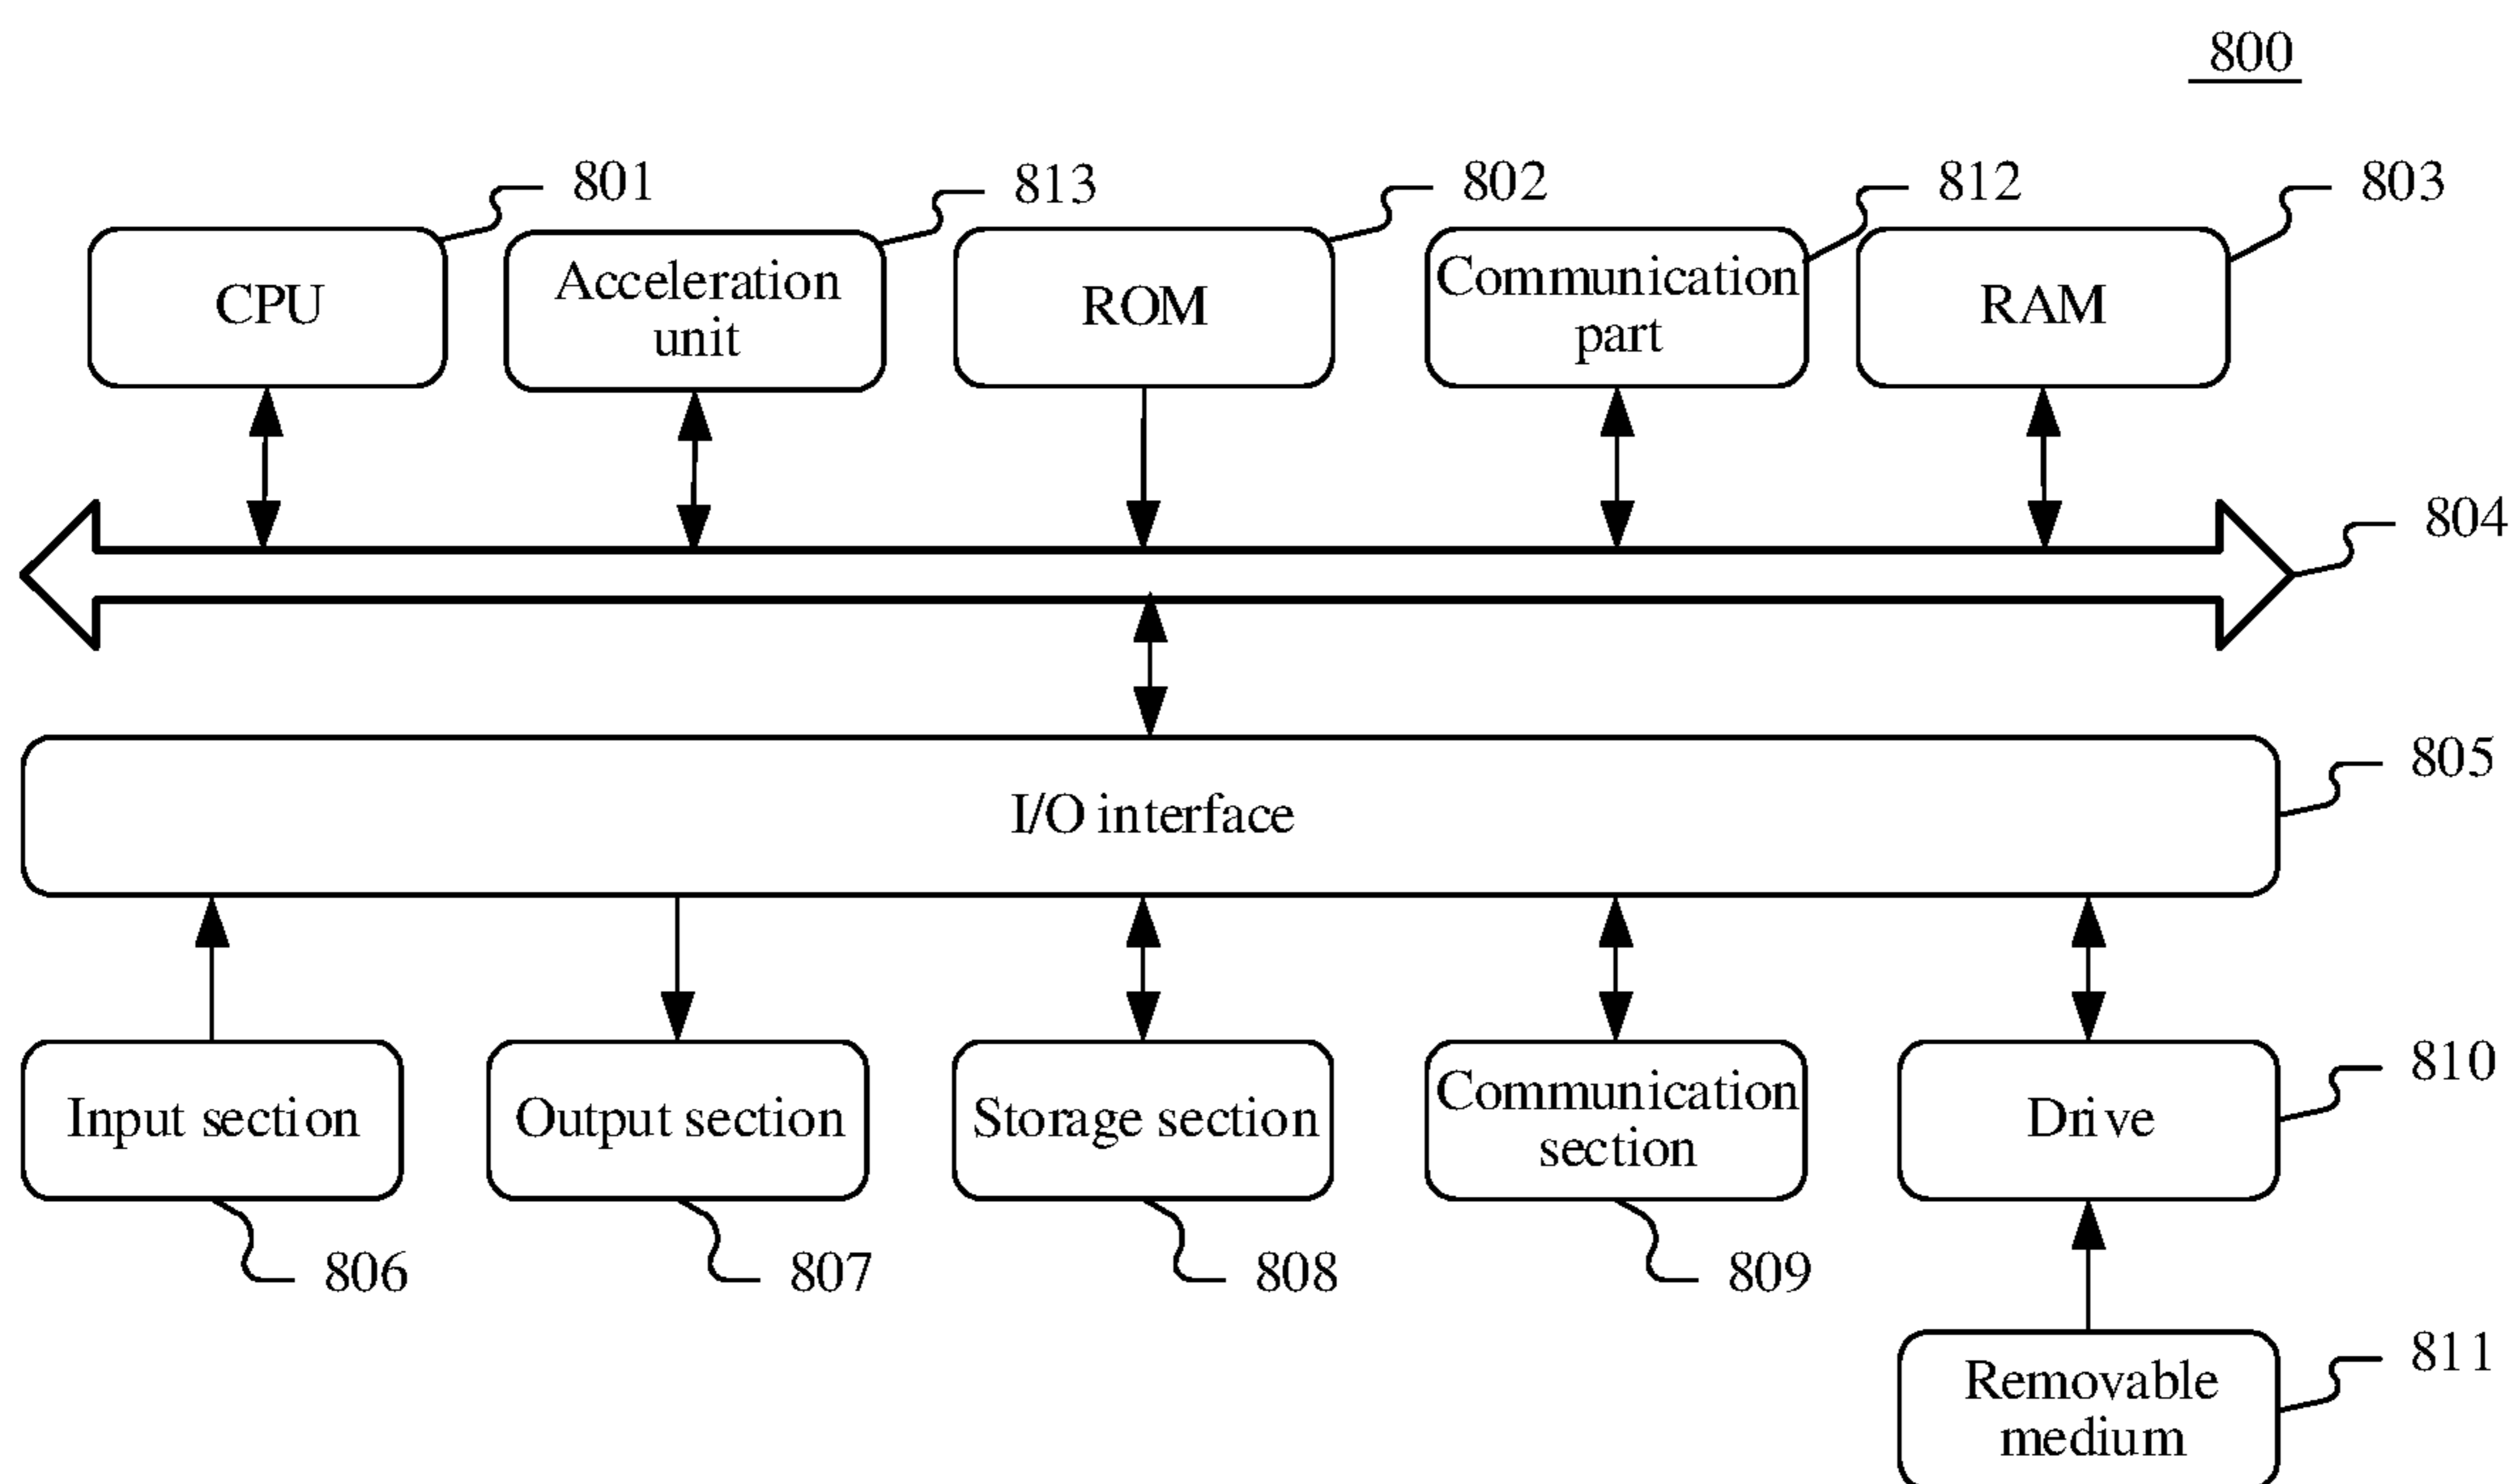 800
801
813
802
812
803
CPU
Acceleration
unit
ROM
Communication
part
RAM
804
805
I/O interface
810
Input section
Output section
Storage section
Communication
section
Drive
806
807
808
809
811
Removable
medium